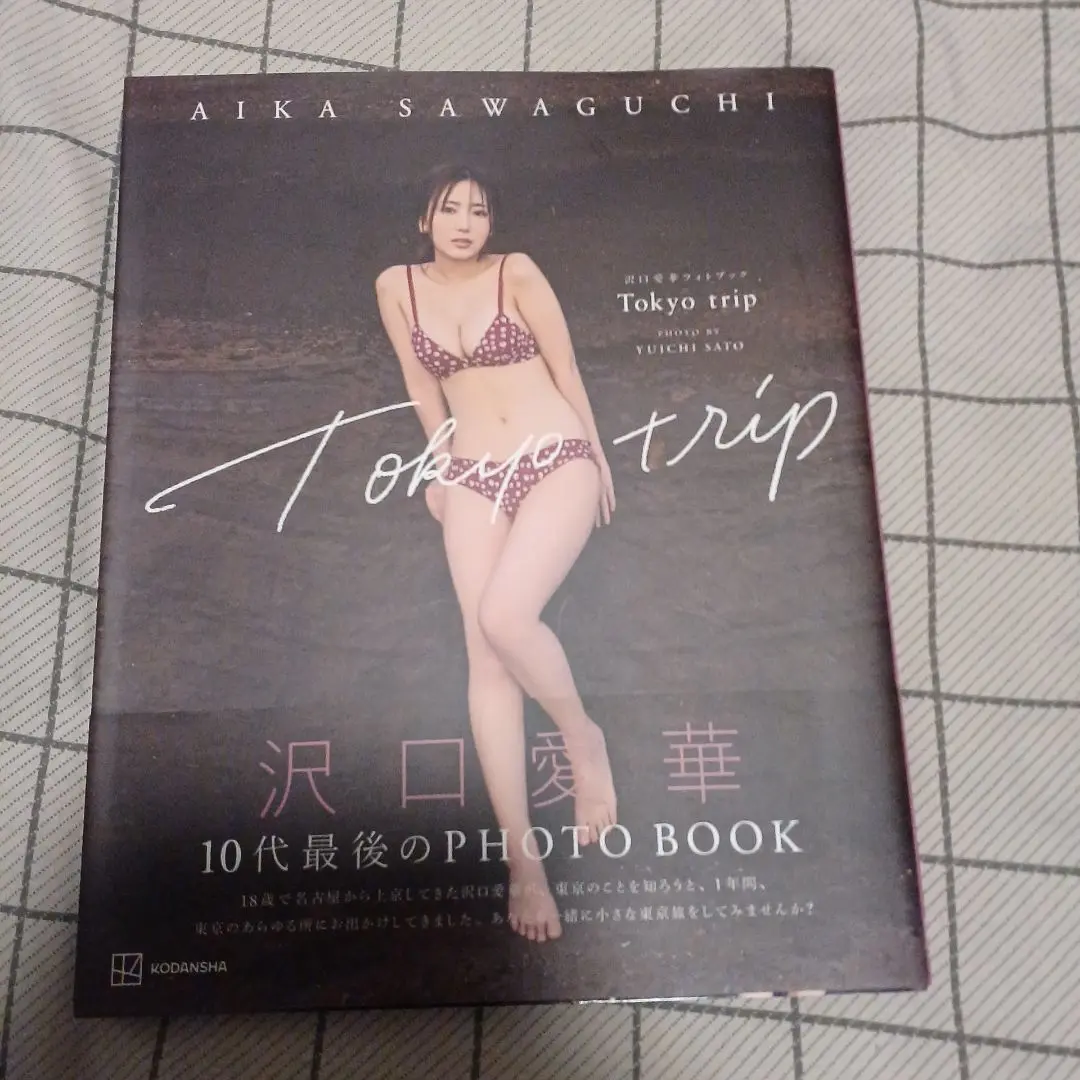 AIKA SAWAGUCHI
沢口愛華フォトブック
Tokyo trip
PHOTO BY
YUICHI SATO
Tokyo trip
沢口愛華
10代最後のPHOTO BOOK
18歳で名古屋から上京してきた沢口愛華が、東京のことを知ろうと、1年間、
東京のあらゆる所にお出かけしてきました。あなたも一緒に小さな東京旅をしてみませんか?
KODANSHA